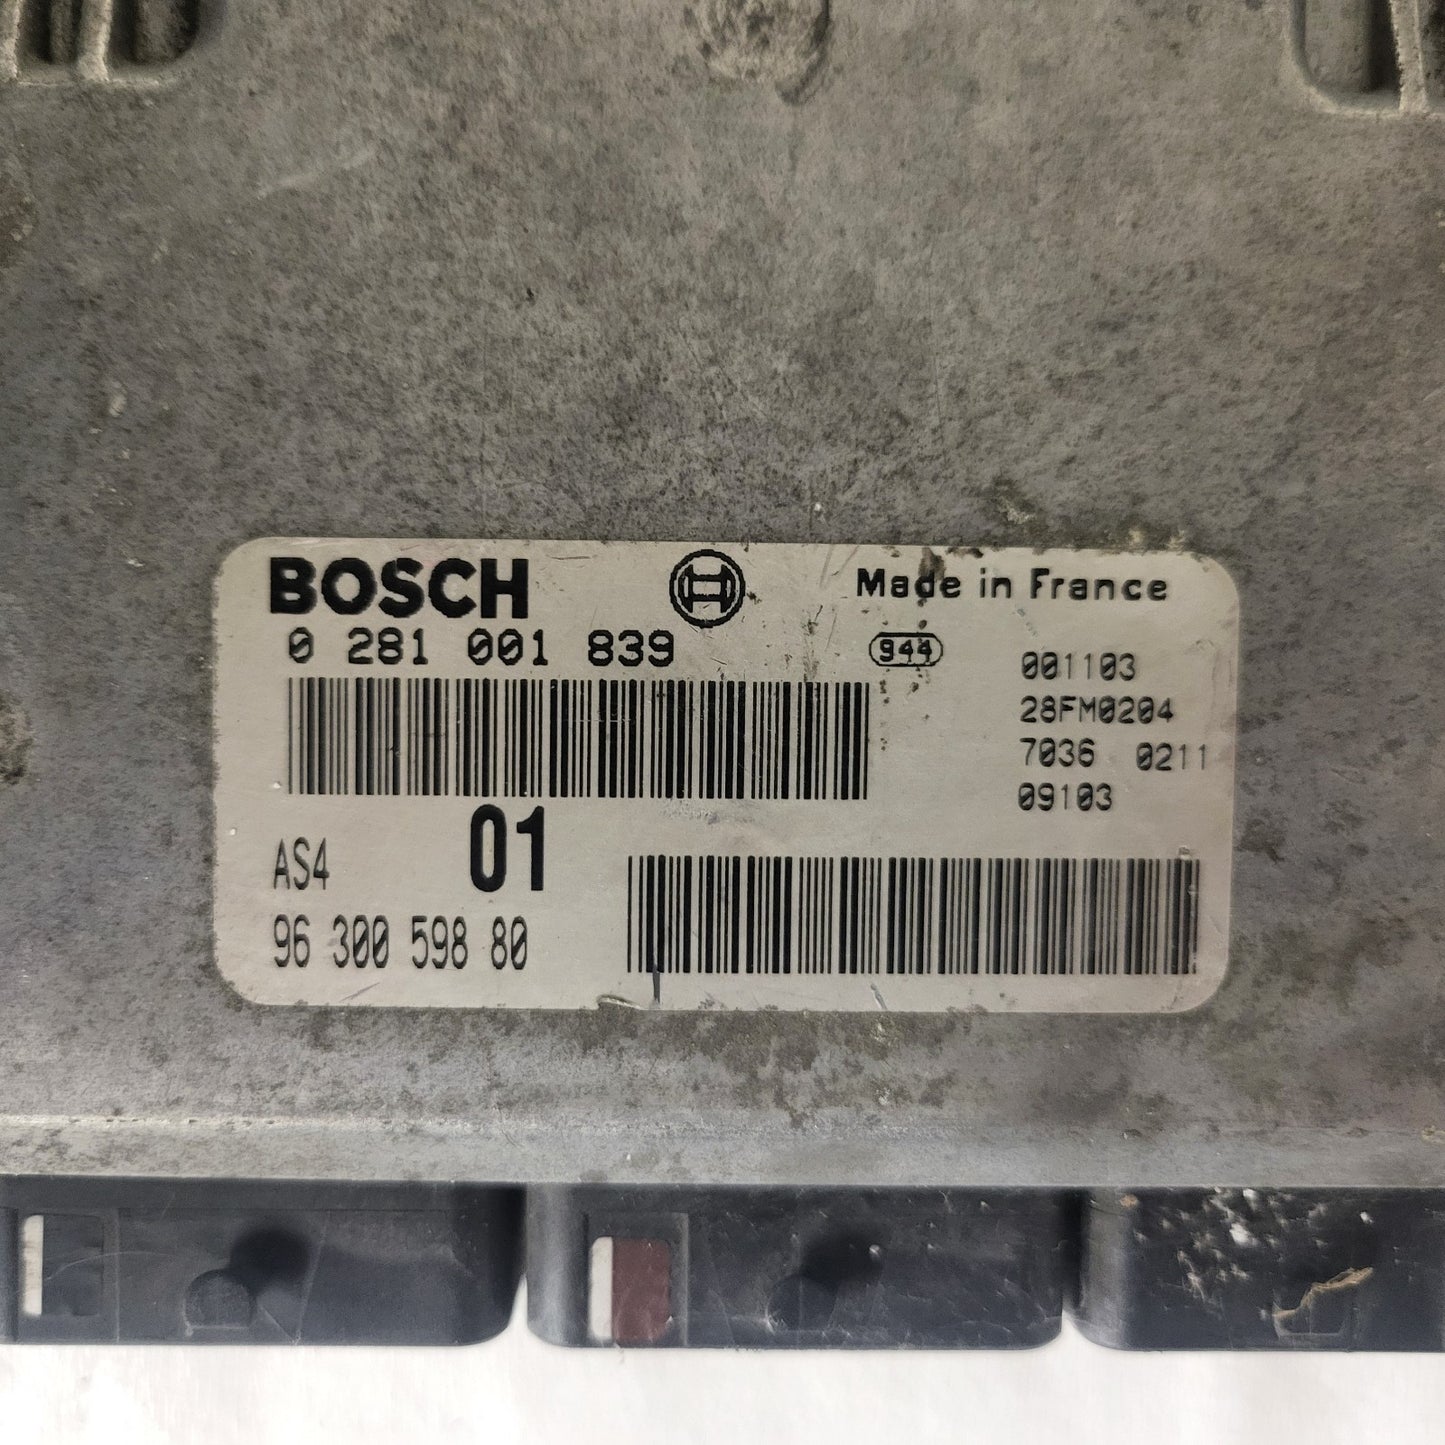 BOSCH
Made in France
0 281 001 839
944
001103
28FM0204
7036 0211
09103
01
AS4
96 300 598 80